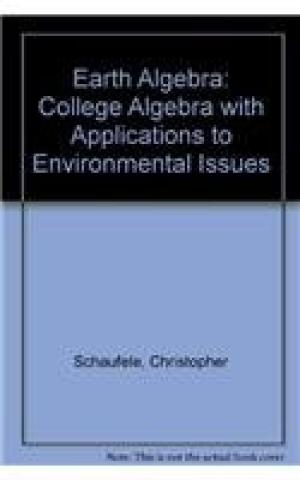 Earth Algebra:
College Algebra with
Applications to
Environmental Issues
Schaufele, Christopher
Note: This is not the actual book cover